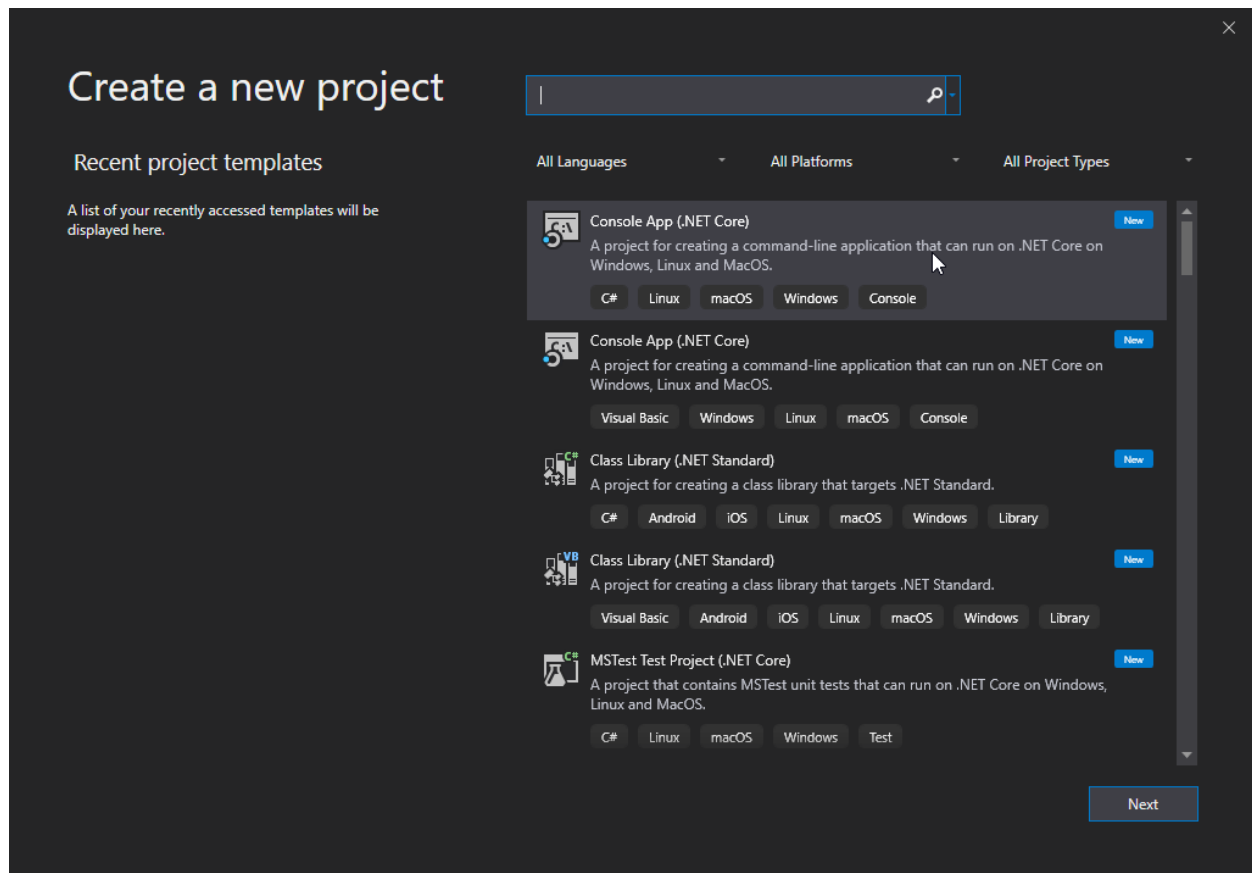 Create a new project
Recent project templates
A list of your recently accessed templates will be
displayed here.
All Languages All Platforms All Project Types
Console App (.NET Core) New
A project for creating a command-line application that can run on .NET Core on
Windows, Linux and MacOS.
C# Linux macOS Windows Console
Console App (.NET Core) New
A project for creating a command-line application that can run on .NET Core on
Windows, Linux and MacOS.
Visual Basic Windows Linux macOS Console
Class Library (.NET Standard) New
A project for creating a class library that targets .NET Standard.
C# Android iOS Linux macOS Windows Library
Class Library (.NET Standard) New
A project for creating a class library that targets .NET Standard.
Visual Basic Android iOS Linux macOS Windows Library
MSTest Test Project (.NET Core) New
A project that contains MSTest unit tests that can run on .NET Core on Windows,
Linux and MacOS.
C# Linux macOS Windows Test
Next